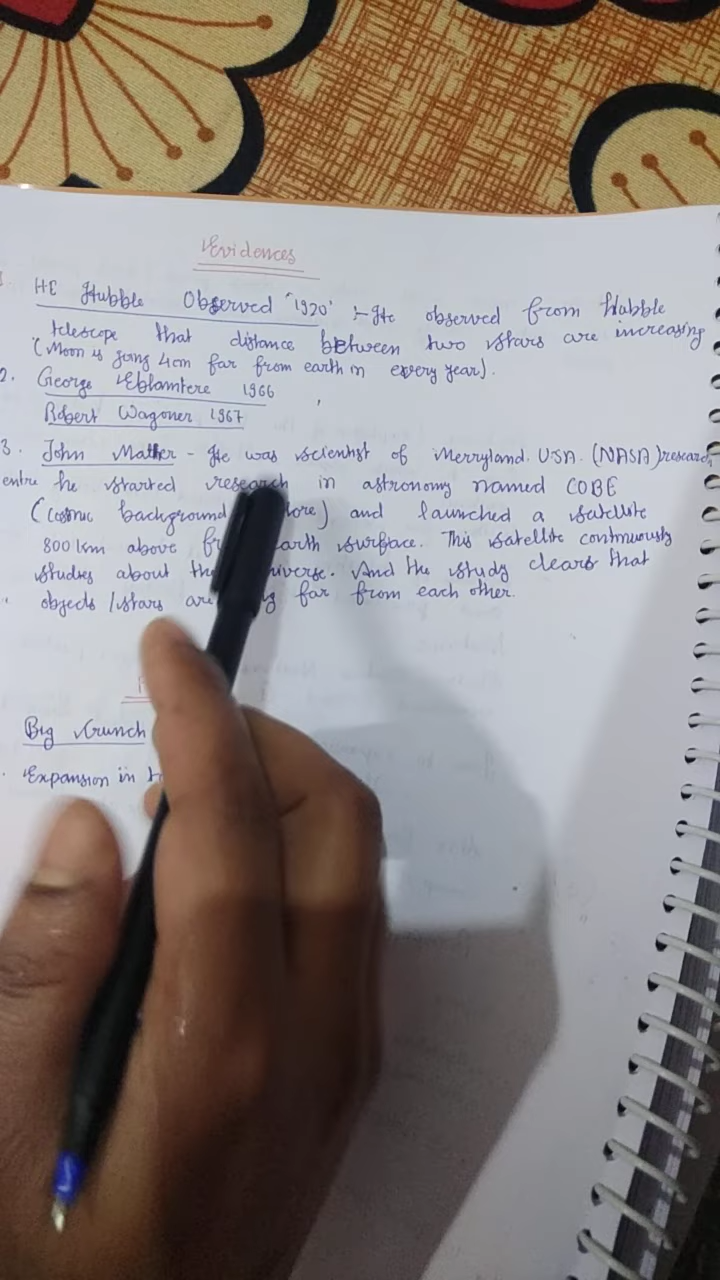 Evidences
HE Hubble Observed '1920' :- He observed from Hubble
telescope that distance between two stars are increasing
(Moon is going 4cm far from earth in every year).
2. George Eblamtere 1966
Robert Wagoner 1967
3. John Mather - He was scientist of Merryland. USA. (NASA) research
entre he started research in astronomy named COBE
(cosmic background lore) and launched a satellite
800 km above earth surface. This satellite continuously
studies about the universe. And the study clears that
objects / stars are far from each other.
Big Crunch
Expansion in